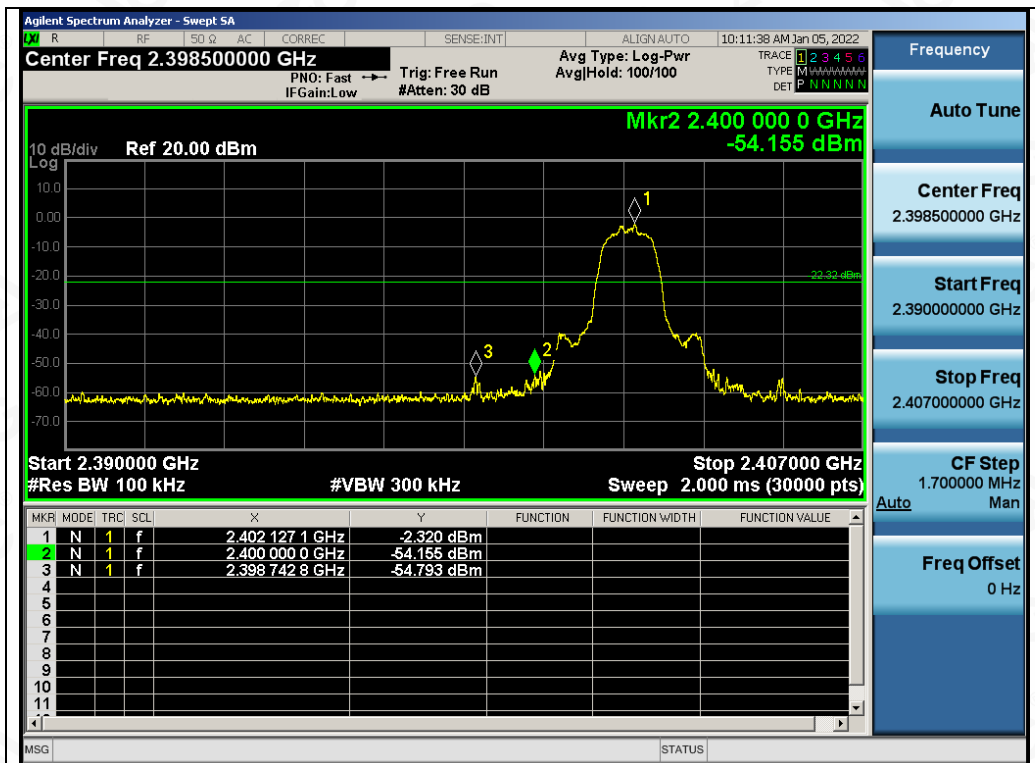 Agilent Spectrum Analyzer - Swept SA
LXI R RF 50 Ω AC CORREC SENSE:INT ALIGN AUTO 10:11:38 AM Jan 05, 2022
Center Freq 2.398500000 GHz
PNO: Fast
IFGain:Low
Trig: Free Run
#Atten: 30 dB
Avg Type: Log-Pwr
Avg|Hold: 100/100
TRACE 1 2 3 4 5 6
TYPE M W W W W W
DET P N N N N N
Mkr2 2.400 000 0 GHz
-54.155 dBm
10 dB/div Ref 20.00 dBm
Log
10.0
0.00
-10.0
-20.0
-30.0
-40.0
-50.0
-60.0
-70.0
1
2
3
-22.32 dBm
Start 2.390000 GHz Stop 2.407000 GHz
#Res BW 100 kHz #VBW 300 kHz Sweep 2.000 ms (30000 pts)
MKR MODE TRC SCL X Y FUNCTION FUNCTION WIDTH FUNCTION VALUE
1 N 1 f 2.402 127 1 GHz -2.320 dBm
2 N 1 f 2.400 000 0 GHz -54.155 dBm
3 N 1 f 2.398 742 8 GHz -54.793 dBm
4
5
6
7
8
9
10
11
MSG STATUS
Frequency
Auto Tune
Center Freq
2.398500000 GHz
Start Freq
2.390000000 GHz
Stop Freq
2.407000000 GHz
CF Step
1.700000 MHz
Auto Man
Freq Offset
0 Hz